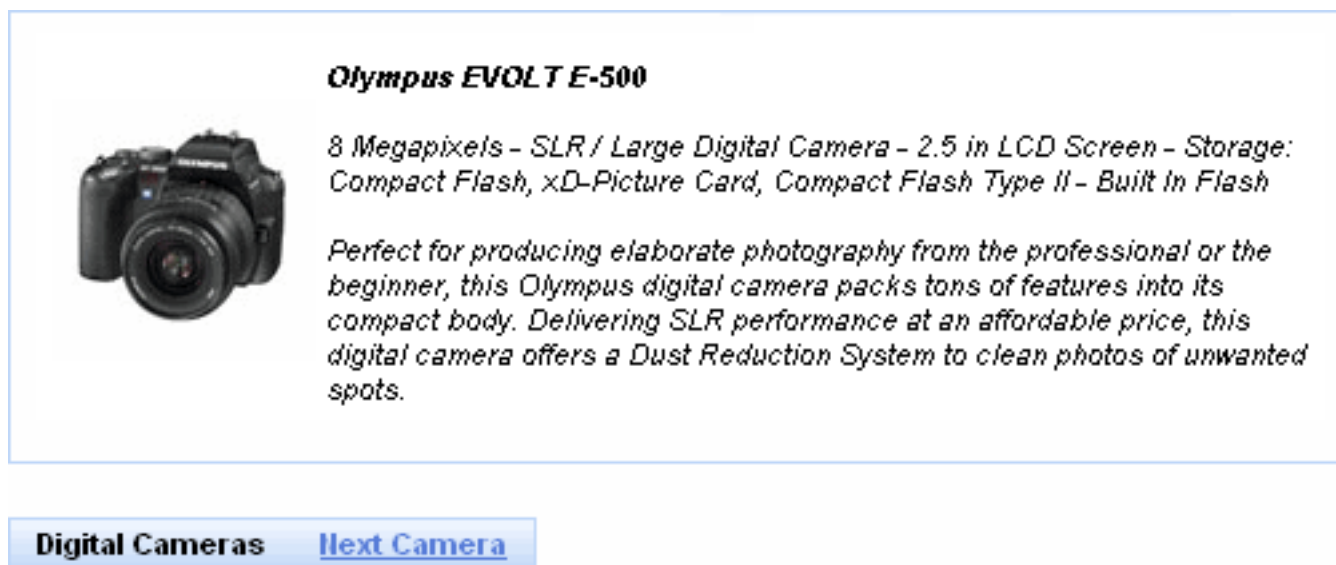 Olympus EVOLT E-500
8 Megapixels - SLR / Large Digital Camera - 2.5 in LCD Screen - Storage:
Compact Flash, xD-Picture Card, Compact Flash Type II - Built In Flash
Perfect for producing elaborate photography from the professional or the
beginner, this Olympus digital camera packs tons of features into its
compact body. Delivering SLR performance at an affordable price, this
digital camera offers a Dust Reduction System to clean photos of unwanted
spots.
OLYMPUS
Digital Cameras Next Camera